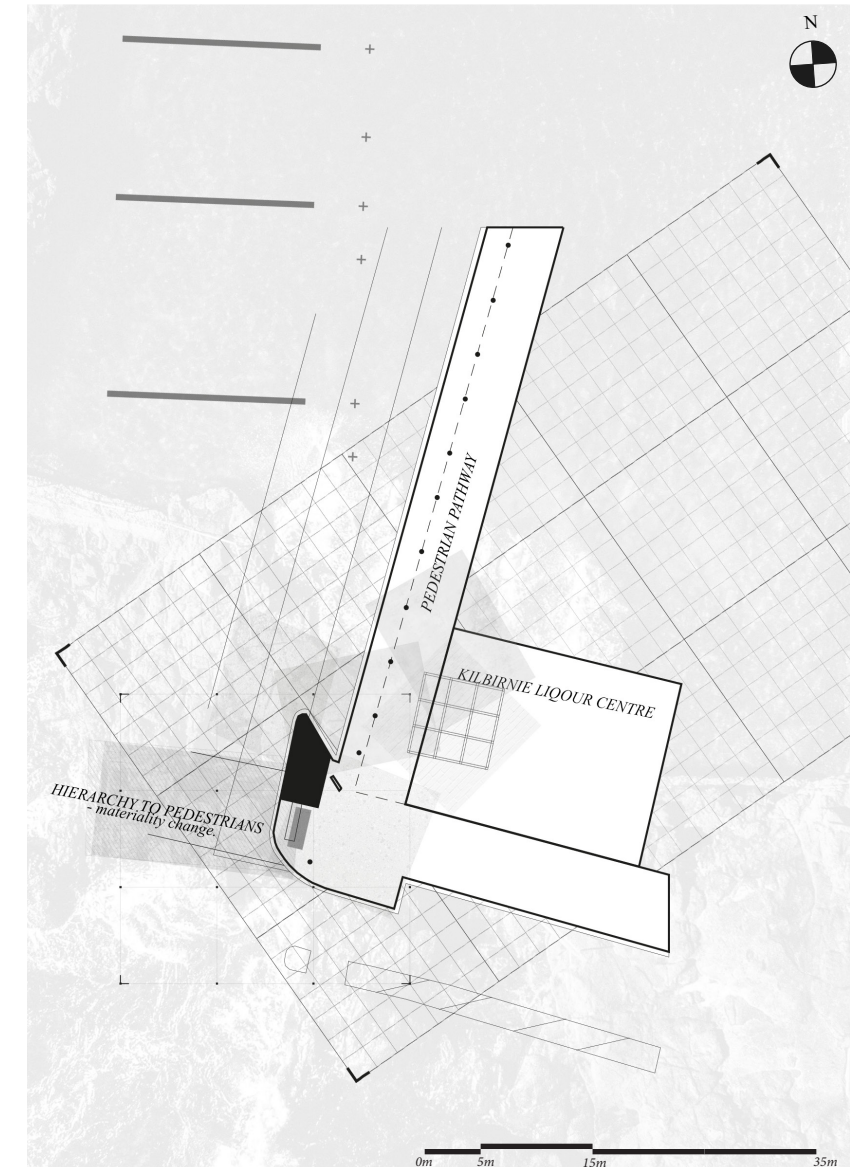 N
PEDESTRIAN PATHWAY
KILBIRNIE LIQOUR CENTRE
HIERARCHY TO PEDESTRIANS
- materiality change.
0m 5m 15m 35m